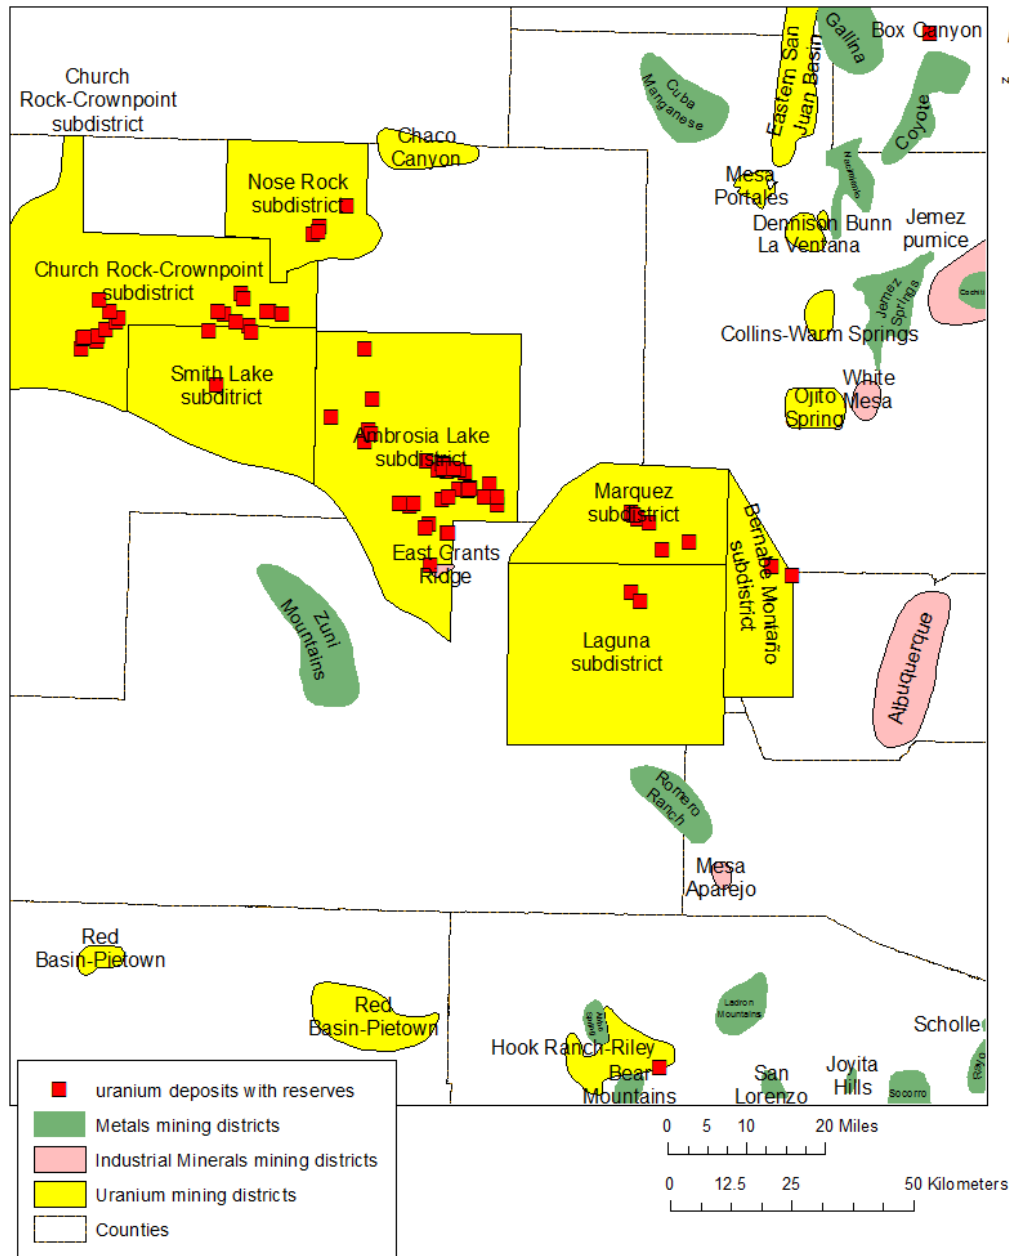 Church
Rock-Crownpoint
subdistrict
Gallina
Box Canyon
Eastern San
Juan Basin
Cuba
Manganese
Coyote
Chaco
Canyon
Nacimiento
Nose Rock
subdistrict
Mesa
Portales
Dennison Bunn
La Ventana
Jemez
pumice
Church Rock-Crownpoint
subdistrict
Jemez
Springs
Cochiti
Collins-Warm Springs
Smith Lake
subditrict
White
Mesa
Ojito
Spring
Ambrosia Lake
subdistrict
Marquez
subdistrict
Bernabe Montaño
subdistrict
East Grants
Ridge
Zuni
Mountains
Laguna
subdistrict
Albuquerque
Romero
Ranch
Mesa
Aparejo
Red
Basin-Pietown
Red
Basin-Pietown
Ladron
Mountains
Spring
Hook Ranch-Riley
Scholle
Bear
Mountains
San
Lorenzo
Joyita
Hills
Socorro
Rayo
uranium deposits with reserves
Metals mining districts
Industrial Minerals mining districts
Uranium mining districts
Counties
0 5 10 20 Miles
0 12.5 25 50 Kilometers